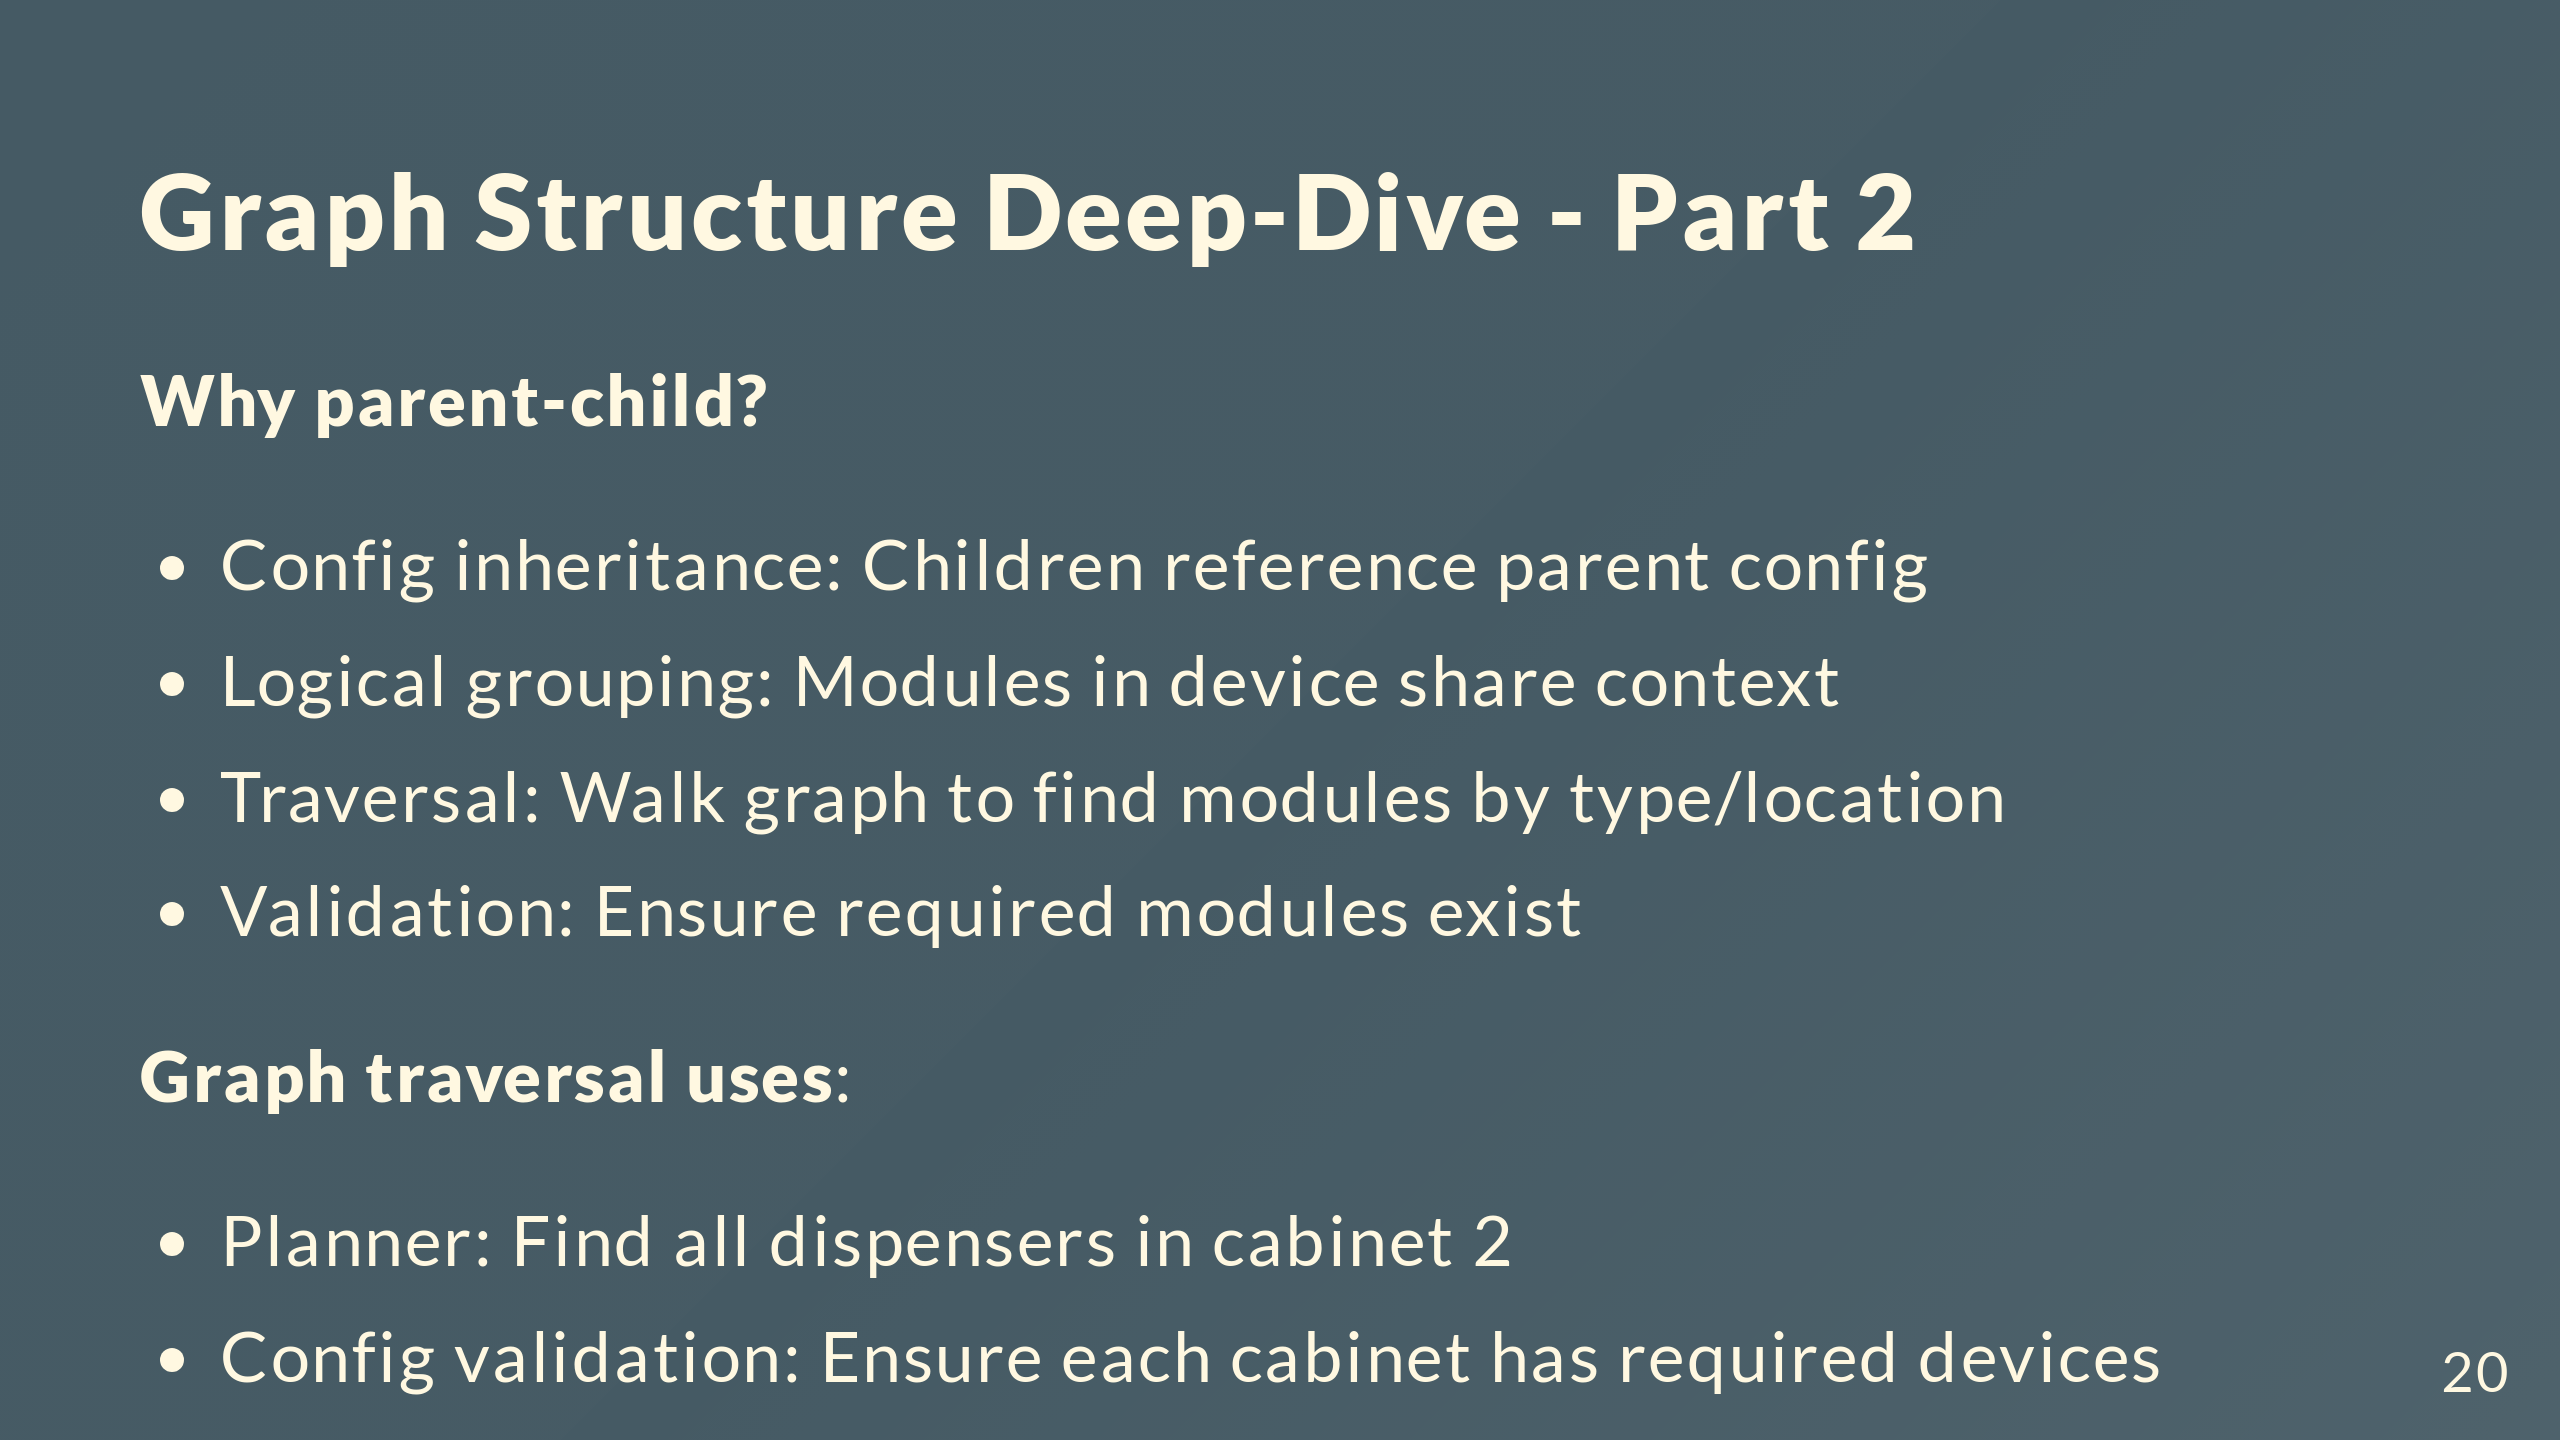 Graph Structure Deep-Dive - Part 2
Why parent-child?
• Config inheritance: Children reference parent config
• Logical grouping: Modules in device share context
• Traversal: Walk graph to find modules by type/location
• Validation: Ensure required modules exist
Graph traversal uses:
• Planner: Find all dispensers in cabinet 2
• Config validation: Ensure each cabinet has required devices
20